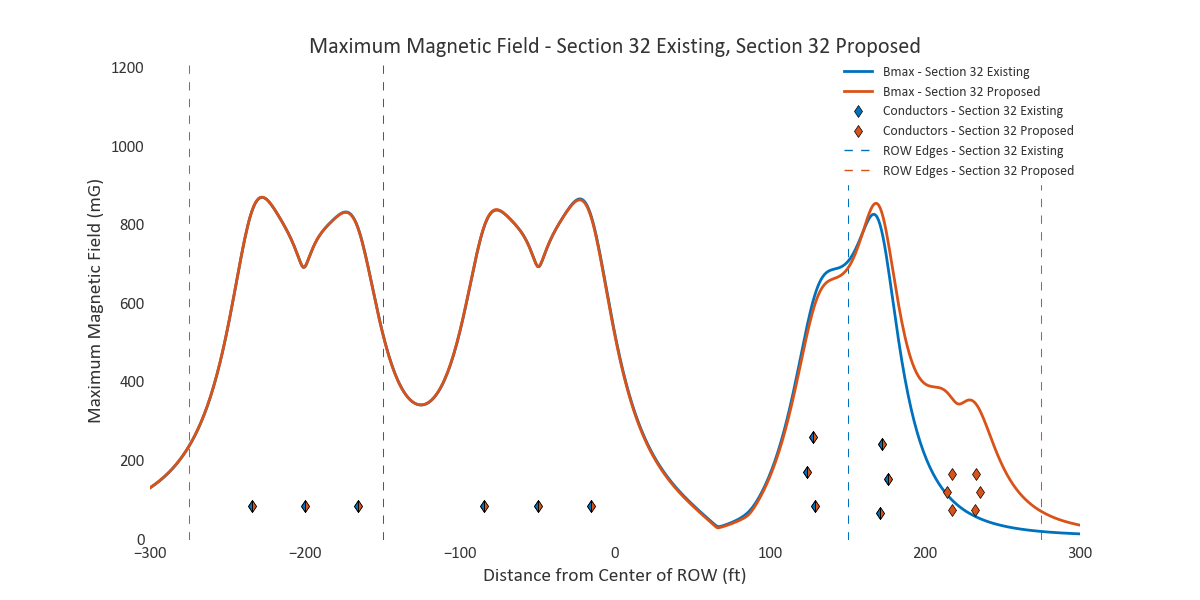 Maximum Magnetic Field - Section 32 Existing, Section 32 Proposed
Bmax - Section 32 Existing
Bmax - Section 32 Proposed
Conductors - Section 32 Existing
Conductors - Section 32 Proposed
ROW Edges - Section 32 Existing
ROW Edges - Section 32 Proposed
Maximum Magnetic Field (mG)
1200
1000
800
600
400
200
0
−300
−200
−100
0
100
200
300
Distance from Center of ROW (ft)